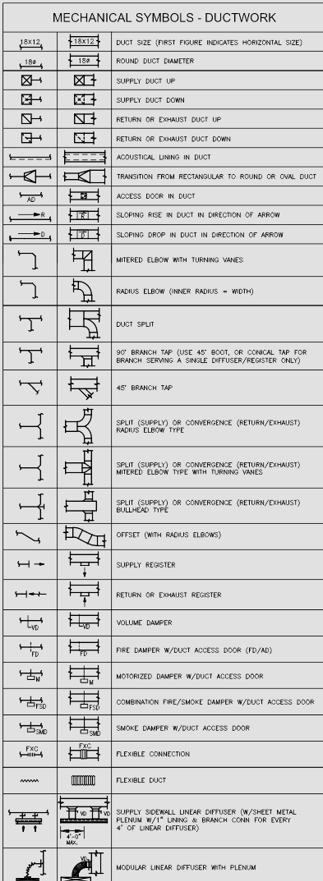 MECHANICAL SYMBOLS - DUCTWORK
18X12 18X12 DUCT SIZE (FIRST FIGURE INDICATES HORIZONTAL SIZE)
18ø 18ø ROUND DUCT DIAMETER
SUPPLY DUCT UP
SUPPLY DUCT DOWN
RETURN OR EXHAUST DUCT UP
RETURN OR EXHAUST DUCT DOWN
ACOUSTICAL LINING IN DUCT
TRANSITION FROM RECTANGULAR TO ROUND OR OVAL DUCT
AD ACCESS DOOR IN DUCT
R R SLOPING RISE IN DUCT IN DIRECTION OF ARROW
D D SLOPING DROP IN DUCT IN DIRECTION OF ARROW
MITERED ELBOW WITH TURNING VANES
RADIUS ELBOW (INNER RADIUS = WIDTH)
DUCT SPLIT
90° BRANCH TAP (USE 45° BOOT, OR CONICAL TAP FOR
BRANCH SERVING A SINGLE DIFFUSER/REGISTER ONLY)
45° BRANCH TAP
SPLIT (SUPPLY) OR CONVERGENCE (RETURN/EXHAUST)
RADIUS ELBOW TYPE
SPLIT (SUPPLY) OR CONVERGENCE (RETURN/EXHAUST)
MITERED ELBOW TYPE WITH TURNING VANES
SPLIT (SUPPLY) OR CONVERGENCE (RETURN/EXHAUST)
BULLHEAD TYPE
OFFSET (WITH RADIUS ELBOWS)
SUPPLY REGISTER
RETURN OR EXHAUST REGISTER
VD VD VOLUME DAMPER
FD FD FIRE DAMPER W/DUCT ACCESS DOOR (FD/AD)
M M MOTORIZED DAMPER W/DUCT ACCESS DOOR
FSD FSD COMBINATION FIRE/SMOKE DAMPER W/DUCT ACCESS DOOR
SMD SMD SMOKE DAMPER W/DUCT ACCESS DOOR
FXC FXC FLEXIBLE CONNECTION
FLEXIBLE DUCT
VD VD SUPPLY SIDEWALL LINEAR DIFFUSER (W/SHEET METAL
PLENUM W/1" LINING & BRANCH CONN FOR EVERY
4' OF LINEAR DIFFUSER)
4'-0"
MAX.
VD MODULAR LINEAR DIFFUSER WITH PLENUM